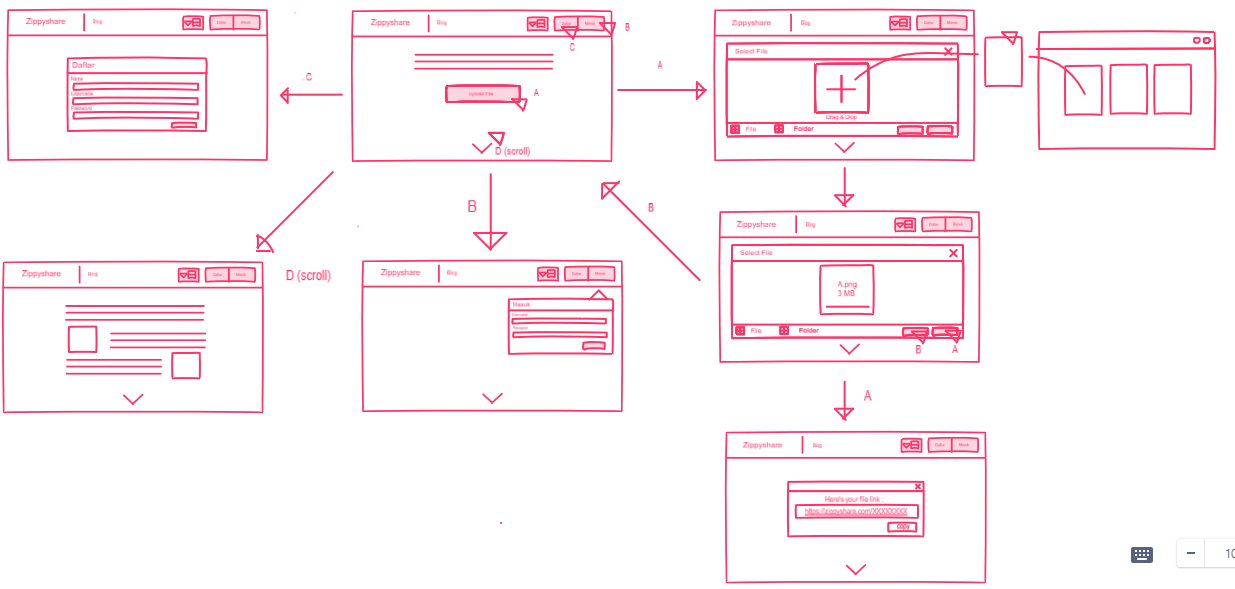 Zippyshare
Blog
Daftar
Masuk
Daftar
Nama
Username
Password
C
Zippyshare
Blog
Daftar
Masuk
B
C
Upload File
A
D (scroll)
A
Zippyshare
Blog
Daftar
Masuk
Select File
Drag & Drop
File
Folder
B
B
D (scroll)
Zippyshare
Blog
Daftar
Masuk
Zippyshare
Blog
Daftar
Masuk
Masuk
Username
Password
Zippyshare
Blog
Daftar
Masuk
Select File
A.png
3 MB
File
Folder
B
A
A
Zippyshare
Blog
Daftar
Masuk
Here's your file link :
https://zippyshare.com/XXXXXXXX
copy
10